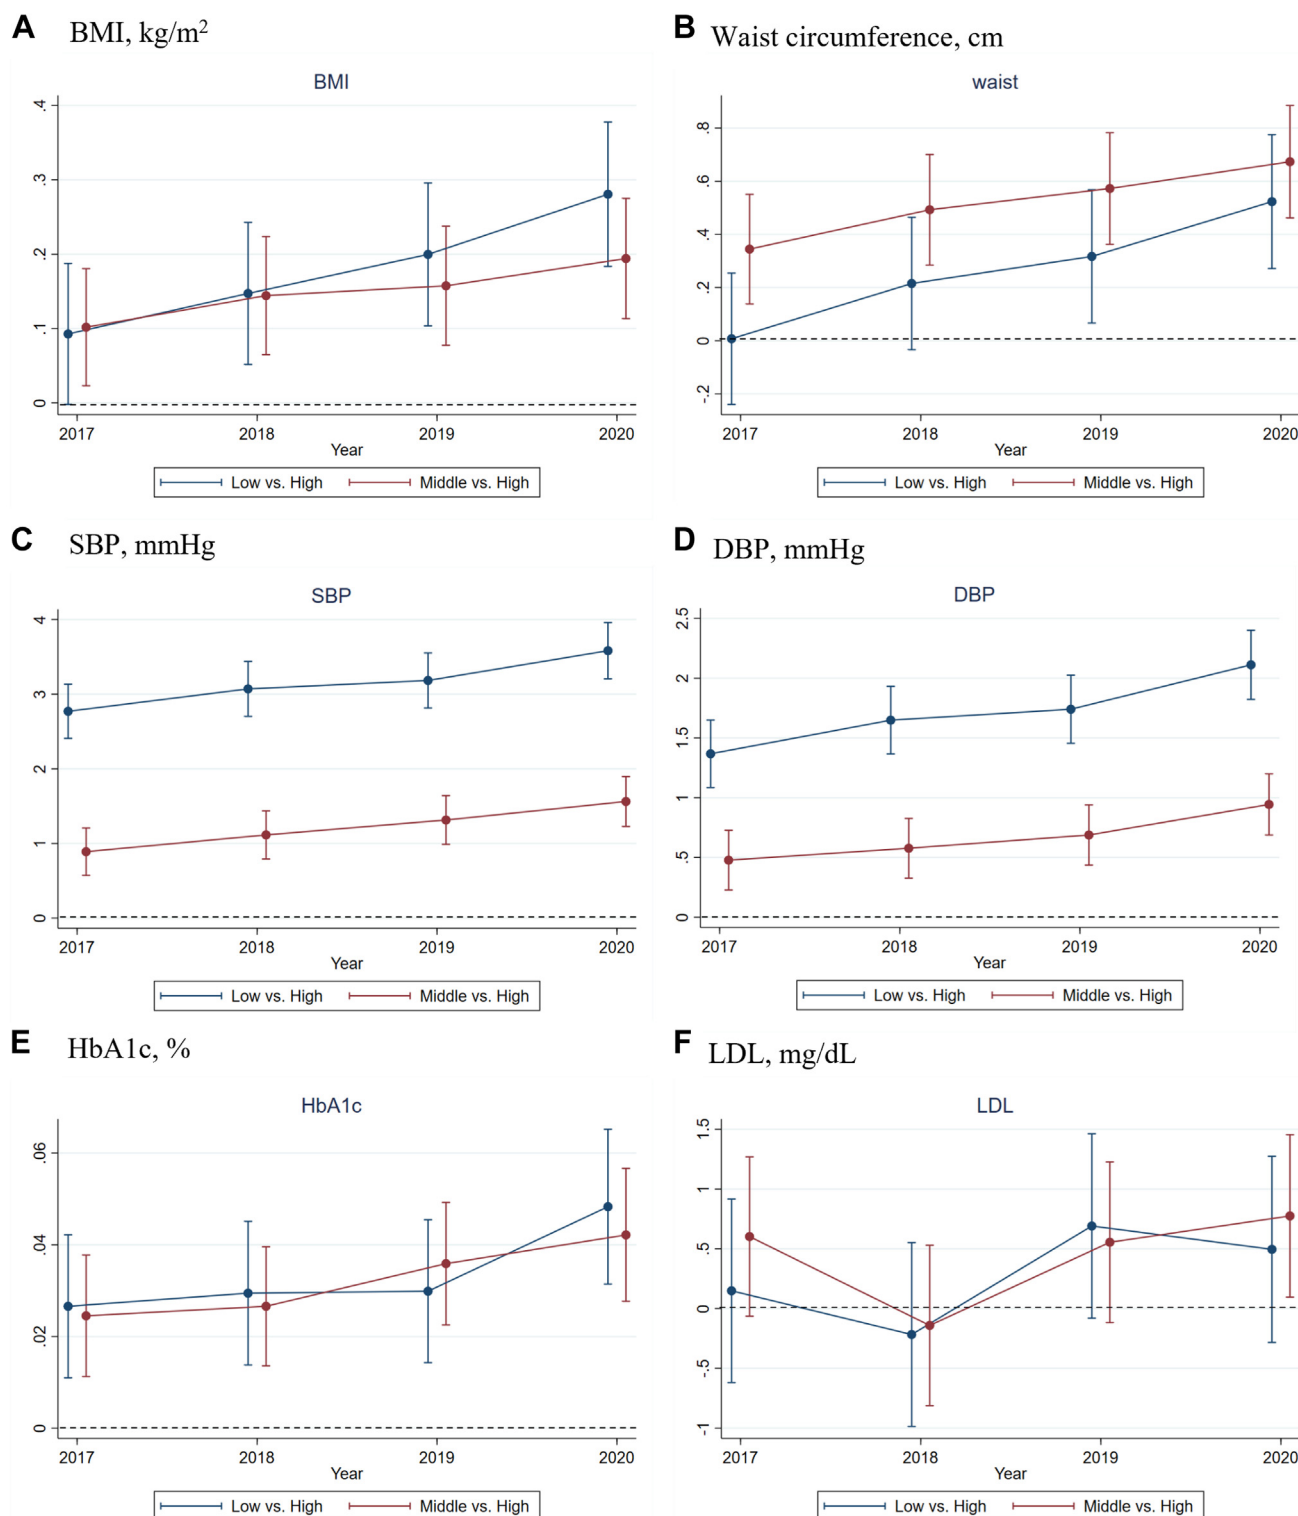 A BMI, kg/m²
BMI
.4
.3
.2
.1
0
2017 2018 2019 2020
Year
Low vs. High Middle vs. High
B Waist circumference, cm
waist
.8
.6
.4
.2
0
-.2
2017 2018 2019 2020
Year
Low vs. High Middle vs. High
C SBP, mmHg
SBP
4
3
2
1
0
2017 2018 2019 2020
Year
Low vs. High Middle vs. High
D DBP, mmHg
DBP
2.5
2
1.5
1
.5
0
2017 2018 2019 2020
Year
Low vs. High Middle vs. High
E HbA1c, %
HbA1c
.06
.04
.02
0
2017 2018 2019 2020
Year
Low vs. High Middle vs. High
F LDL, mg/dL
LDL
1.5
1
.5
0
-.5
-1
2017 2018 2019 2020
Year
Low vs. High Middle vs. High